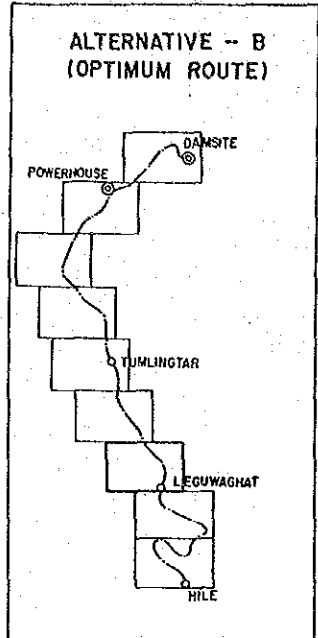 ALTERNATIVE -- B
(OPTIMUM ROUTE)
DAMSITE
POWERHOUSE
TUMLINGTAR
LEGUWAGHAT
HILE